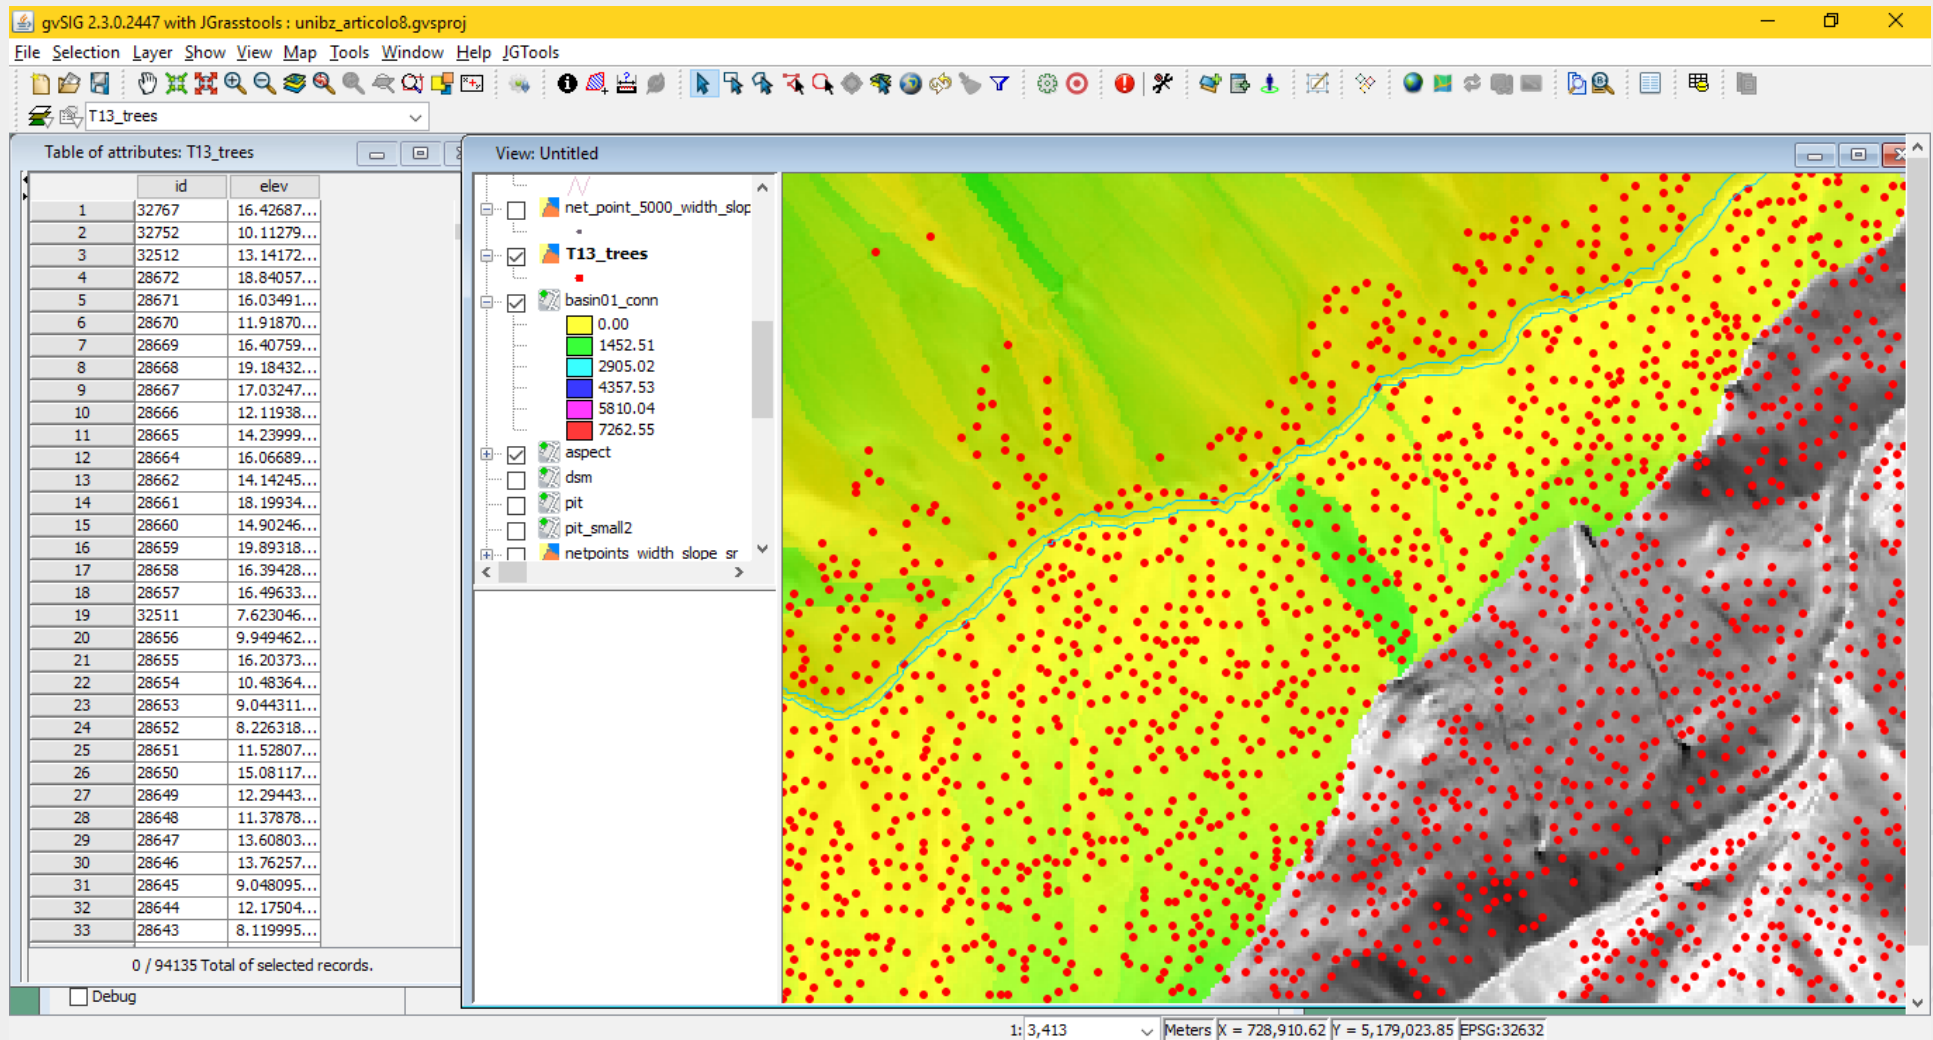 gvSIG 2.3.0.2447 with JGrasstools : unibz_articolo8.gvsproj
File Selection Layer Show View Map Tools Window Help JGTools
T13_trees
Table of attributes: T13_trees
id elev
1 32767 16.42687...
2 32752 10.11279...
3 32512 13.14172...
4 28672 18.84057...
5 28671 16.03491...
6 28670 11.91870...
7 28669 16.40759...
8 28668 19.18432...
9 28667 17.03247...
10 28666 12.11938...
11 28665 14.23999...
12 28664 16.06689...
13 28662 14.14245...
14 28661 18.19934...
15 28660 14.90246...
16 28659 19.89318...
17 28658 16.39428...
18 28657 16.49633...
19 32511 7.623046...
20 28656 9.949462...
21 28655 16.20373...
22 28654 10.48364...
23 28653 9.044311...
24 28652 8.226318...
25 28651 11.52807...
26 28650 15.08117...
27 28649 12.29443...
28 28648 11.37878...
29 28647 13.60803...
30 28646 13.76257...
31 28645 9.048095...
32 28644 12.17504...
33 28643 8.119995...
0 / 94135 Total of selected records.
Debug
View: Untitled
net_point_5000_width_slop
T13_trees
basin01_conn
0.00
1452.51
2905.02
4357.53
5810.04
7262.55
aspect
dsm
pit
pit_small2
netpoints_width_slope_sr
1: 3,413 Meters X = 728,910.62 Y = 5,179,023.85 EPSG:32632